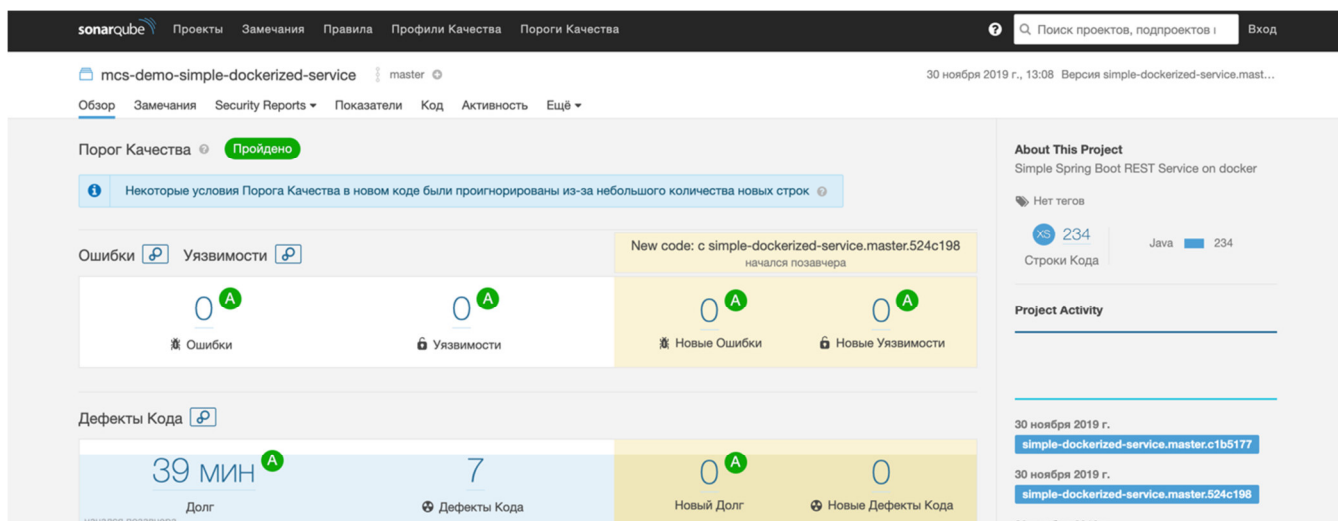 sonarqube Проекты Замечания Правила Профили Качества Пороги Качества Поиск проектов, подпроектов Вход
mcs-demo-simple-dockerized-service master 30 ноября 2019 г., 13:08 Версия simple-dockerized-service.mast...
Обзор Замечания Security Reports Показатели Код Активность Ещё
Порог Качества Пройдено
Некоторые условия Порога Качества в новом коде были проигнорированы из-за небольшого количества новых строк
Ошибки Уязвимости
New code: с simple-dockerized-service.master.524c198
начался позавчера
0 A 0 A 0 A 0 A
Ошибки Уязвимости Новые Ошибки Новые Уязвимости
Дефекты Кода
39 мин A 7 0 A 0
Долг Дефекты Кода Новый Долг Новые Дефекты Кода
About This Project
Simple Spring Boot REST Service on docker
Нет тегов
XS 234 Java 234
Строки Кода
Project Activity
30 ноября 2019 г.
simple-dockerized-service.master.c1b5177
30 ноября 2019 г.
simple-dockerized-service.master.524c198